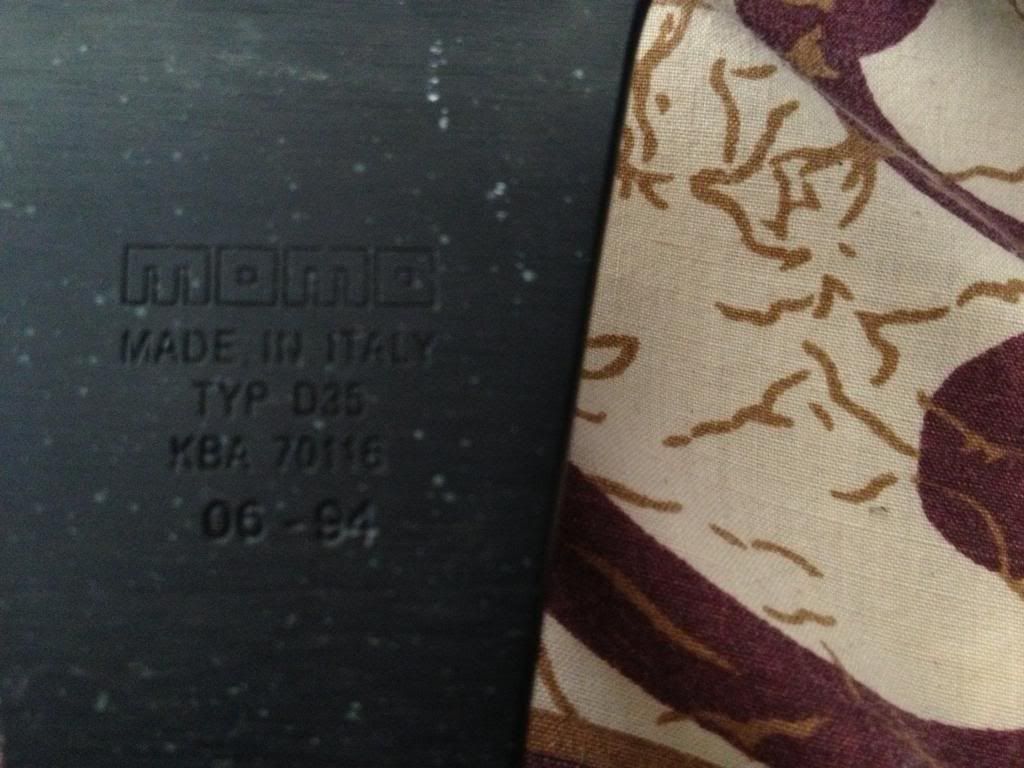 momo
MADE IN ITALY
TYP D35
KBA 70116
06-94